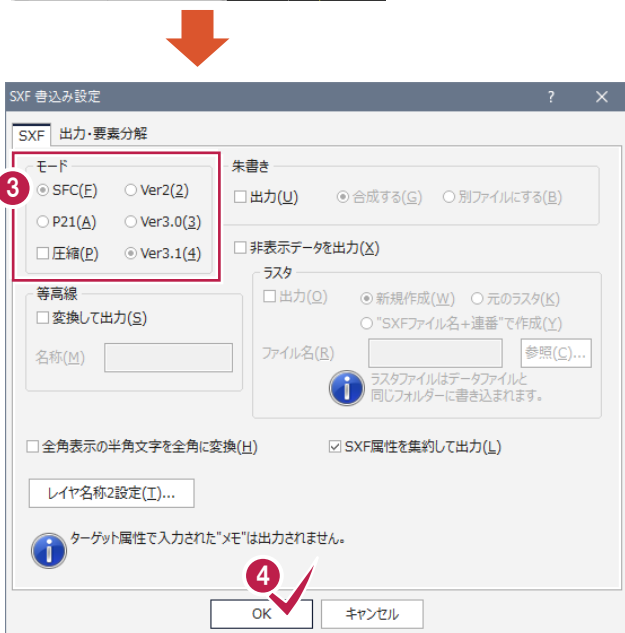 SXF 書込み設定 ? ×
SXF 出力・要素分解
3
モード
SFC(F) Ver2(2)
P21(A) Ver3.0(3)
圧縮(P) Ver3.1(4)
朱書き
出力(U) 合成する(G) 別ファイルにする(B)
非表示データを出力(X)
等高線
変換して出力(S)
名称(M)
ラスタ
出力(O) 新規作成(W) 元のラスタ(K)
"SXFファイル名+連番"で作成(Y)
ファイル名(R) 参照(C)...
ラスタファイルはデータファイルと
同じフォルダーに書き込まれます。
全角表示の半角文字を全角に変換(H) SXF属性を集約して出力(L)
レイヤ名称2設定(T)...
ターゲット属性で入力された"メモ"は出力されません。
4
OK キャンセル